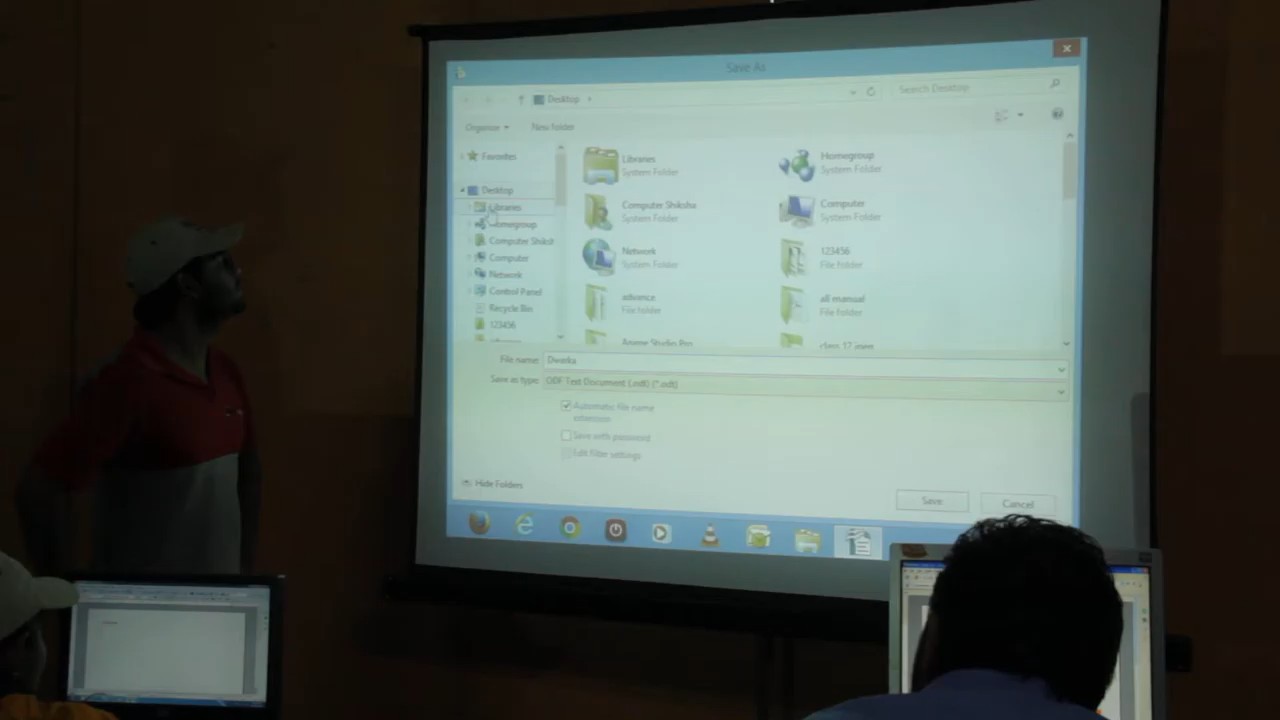 Save As
Desktop
Search Desktop
Organize
New folder
Favorites
Desktop
Libraries
Homegroup
Computer Shiksh
Computer
Network
Control Panel
Recycle Bin
123456
Libraries
System Folder
Homegroup
System Folder
Computer Shiksha
System Folder
Computer
System Folder
Network
System Folder
123456
File folder
advance
File folder
all manual
File folder
Anime Studio Pro
File name:
Save as type:
ODF Text Document (.odt) (*.odt)
Automatic file name
extension
Save with password
Edit filter settings
Hide Folders
Save
Cancel